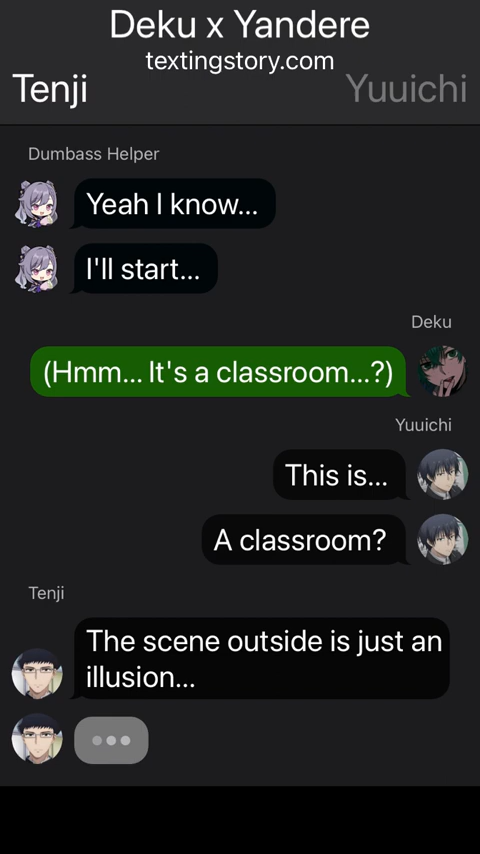 Deku x Yandere
textingstory.com
Tenji
Yuuichi
Dumbass Helper
Yeah I know...
I'll start...
Deku
(Hmm... It's a classroom...?)
Yuuichi
This is...
A classroom?
Tenji
The scene outside is just an
illusion...